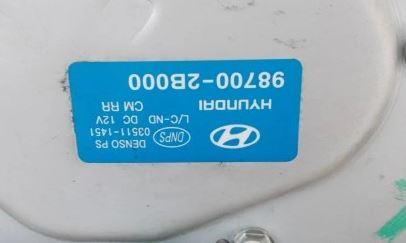 DENSO PS
DNPS 03511-1451
L/C-ND DC 12V
HYUNDAI CM RR
98700-2B000